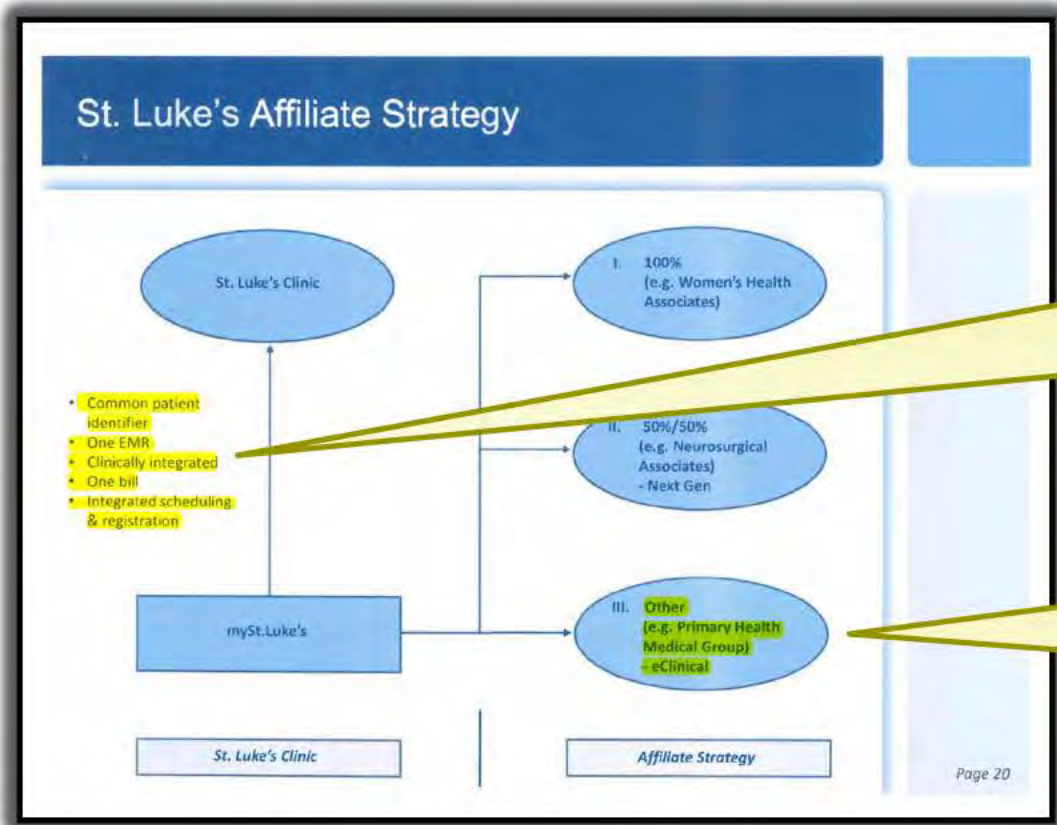 St. Luke's Affiliate Strategy
St. Luke's Clinic
• Common patient
identifier
• One EMR
• Clinically integrated
• One bill
• Integrated scheduling
& registration
mySt.Luke's
I. 100%
(e.g. Women's Health
Associates)
II. 50%/50%
(e.g. Neurosurgical
Associates)
- Next Gen
III. Other
(e.g. Primary Health
Medical Group)
- eClinical
St. Luke's Clinic
Affiliate Strategy
Page 20